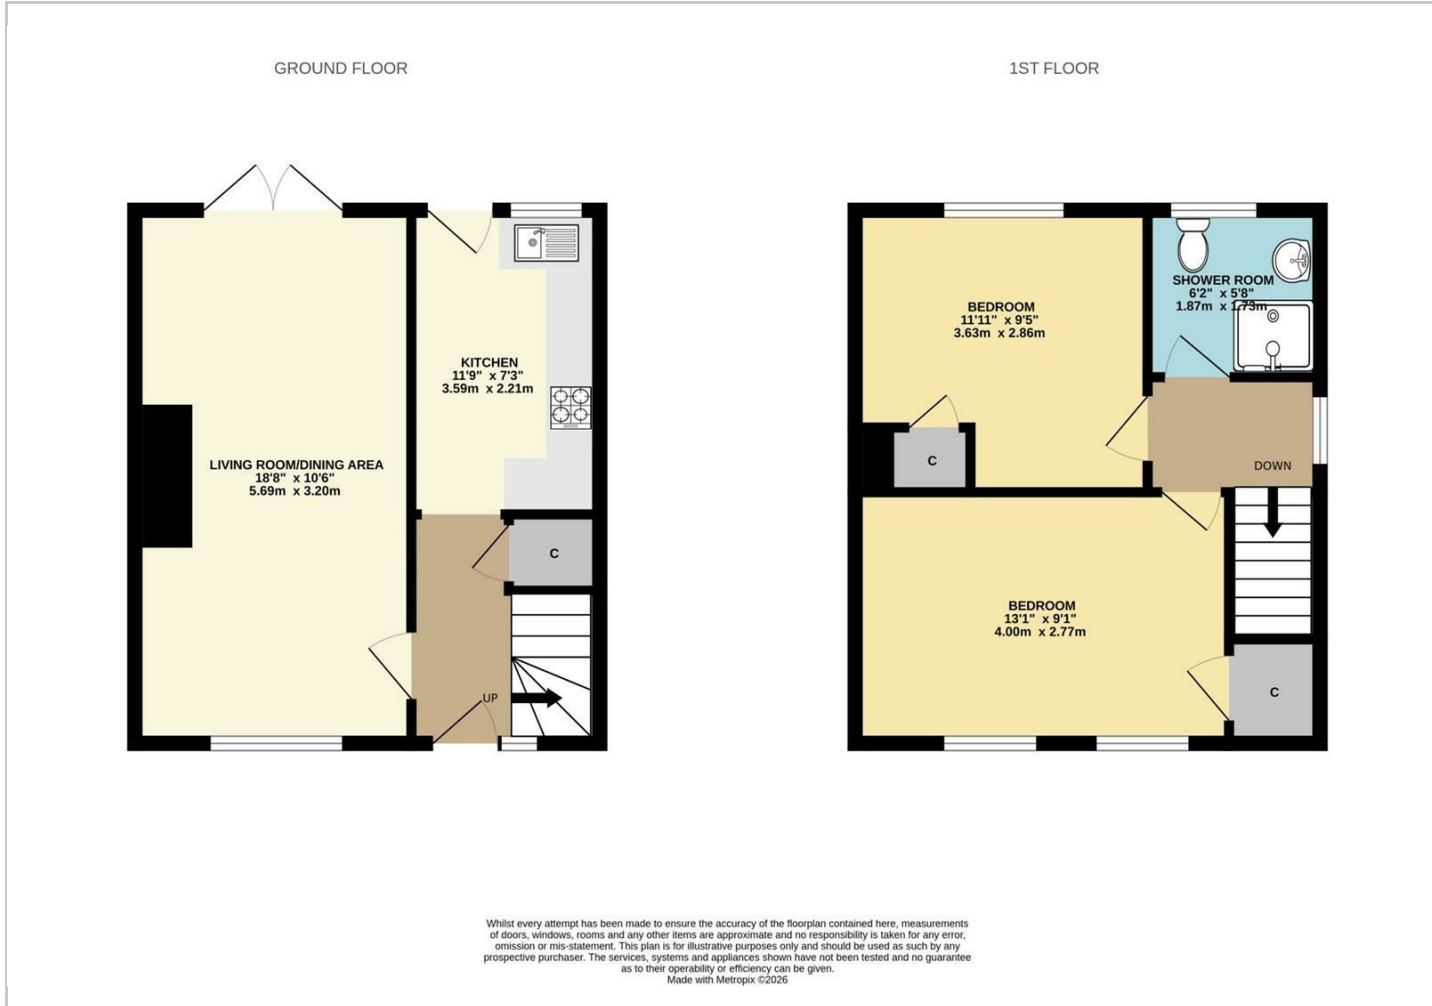 GROUND FLOOR
1ST FLOOR
LIVING ROOM/DINING AREA
18'8" x 10'6"
5.69m x 3.20m
KITCHEN
11'9" x 7'3"
3.59m x 2.21m
C
UP
BEDROOM
11'11" x 9'5"
3.63m x 2.86m
SHOWER ROOM
6'2" x 5'8"
1.87m x 1.73m
C
DOWN
BEDROOM
13'1" x 9'1"
4.00m x 2.77m
C
Whilst every attempt has been made to ensure the accuracy of the floorplan contained here, measurements
of doors, windows, rooms and any other items are approximate and no responsibility is taken for any error,
omission or mis-statement. This plan is for illustrative purposes only and should be used as such by any
prospective purchaser. The services, systems and appliances shown have not been tested and no guarantee
as to their operability or efficiency can be given.
Made with Metropix ©2026